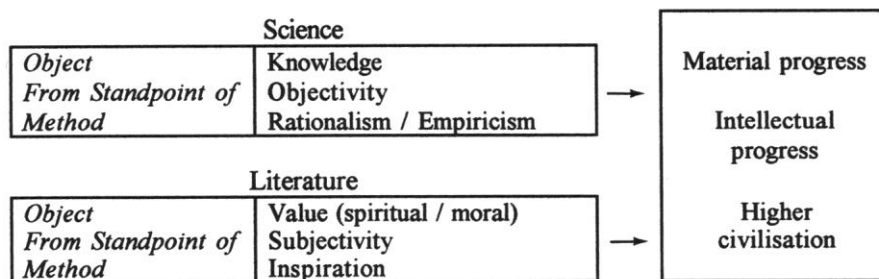 Science
Object Knowledge
From Standpoint of Objectivity
Method Rationalism / Empiricism
Literature
Object Value (spiritual / moral)
From Standpoint of Subjectivity
Method Inspiration
Material progress
Intellectual
progress
Higher
civilisation